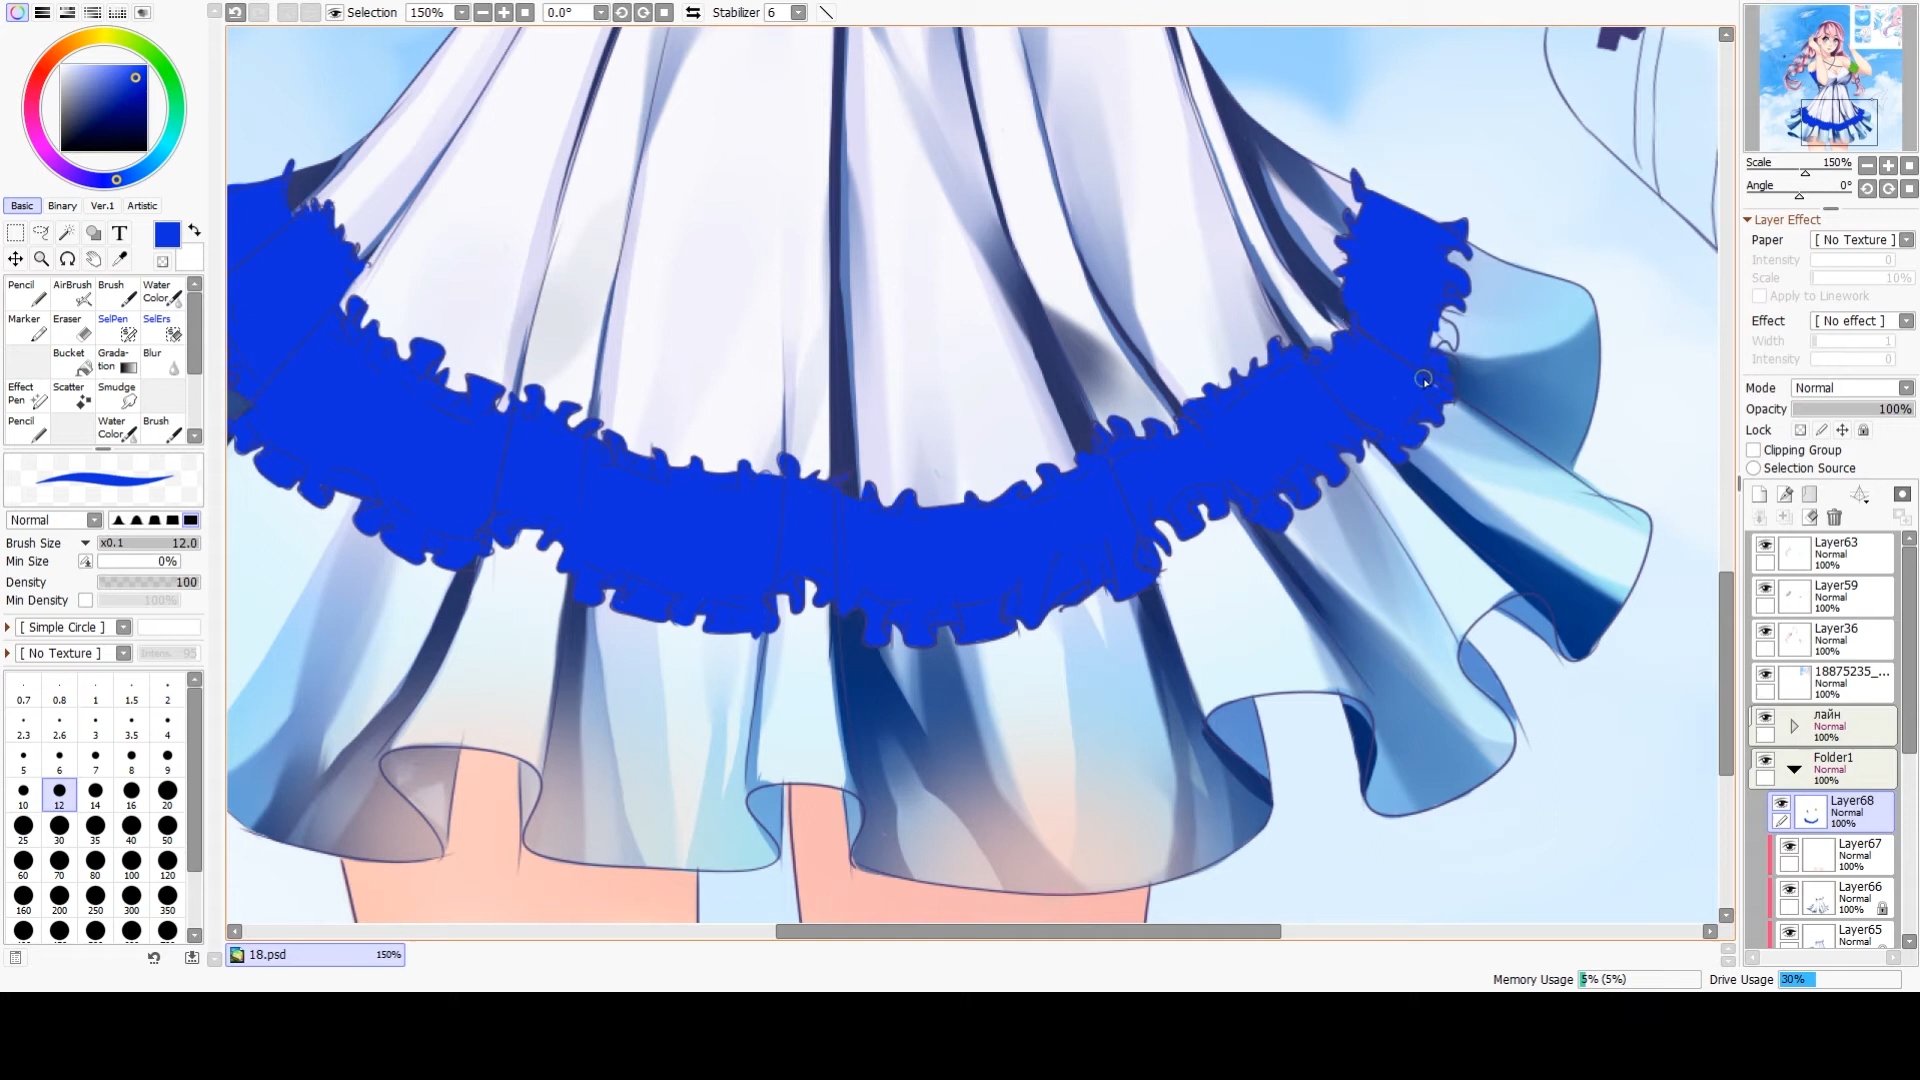 Selection 150% 0.0° Stabilizer 6
Basic Binary Ver.1 Artistic
T
Pencil AirBrush Brush Water Color
Marker Eraser SelPen SelErs
Bucket Grada-tion Blur
Effect Pen Scatter Smudge
Pencil Water Color Brush
Normal
Brush Size x0.1 12.0
Min Size 0%
Density 100
Min Density 100%
[ Simple Circle ]
[ No Texture ] Intens. 95
0.7 0.8 1 1.5 2
2.3 2.6 3 3.5 4
5 6 7 8 9
10 12 14 16 20
25 30 35 40 50
60 70 80 100 120
160 200 250 300 350
18.psd 150%
Scale 150%
Angle 0°
Layer Effect
Paper [ No Texture ]
Intensity 0
Scale 10%
Apply to Linework
Effect [ No effect ]
Width 1
Intensity 0
Mode Normal
Opacity 100%
Lock
Clipping Group
Selection Source
Layer63
Normal
100%
Layer59
Normal
100%
Layer36
Normal
100%
18875235_...
Normal
100%
лайн
Normal
100%
Folder1
Normal
100%
Layer68
Normal
100%
Layer67
Normal
100%
Layer66
Normal
100%
Layer65
Normal
Memory Usage 5% (5%) Drive Usage 30%